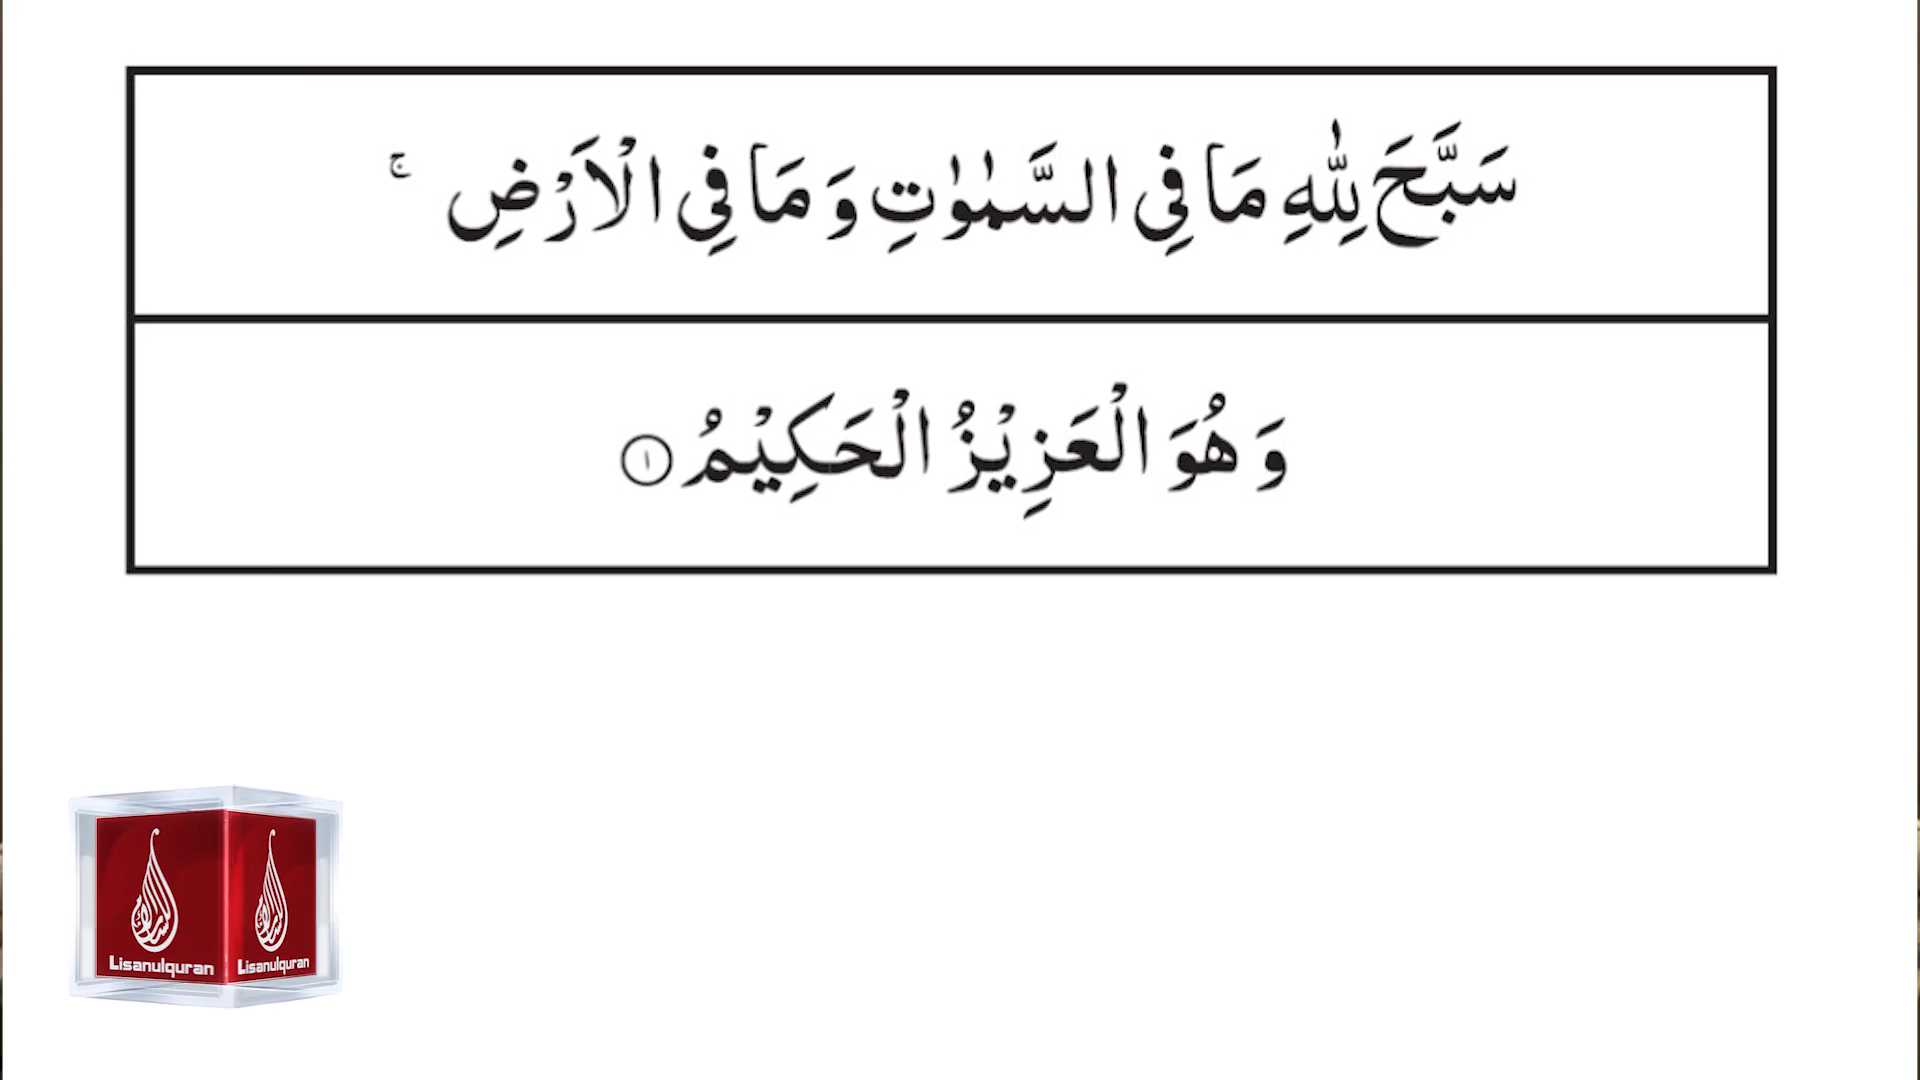 سَبَّحَ لِلّٰهِ مَا فِی السَّمٰوٰتِ وَ مَا فِی الْاَرْضِ ۚ
وَ هُوَ الْعَزِیْزُ الْحَكِیْمُ ①
Lisanulquran
Lisanulquran